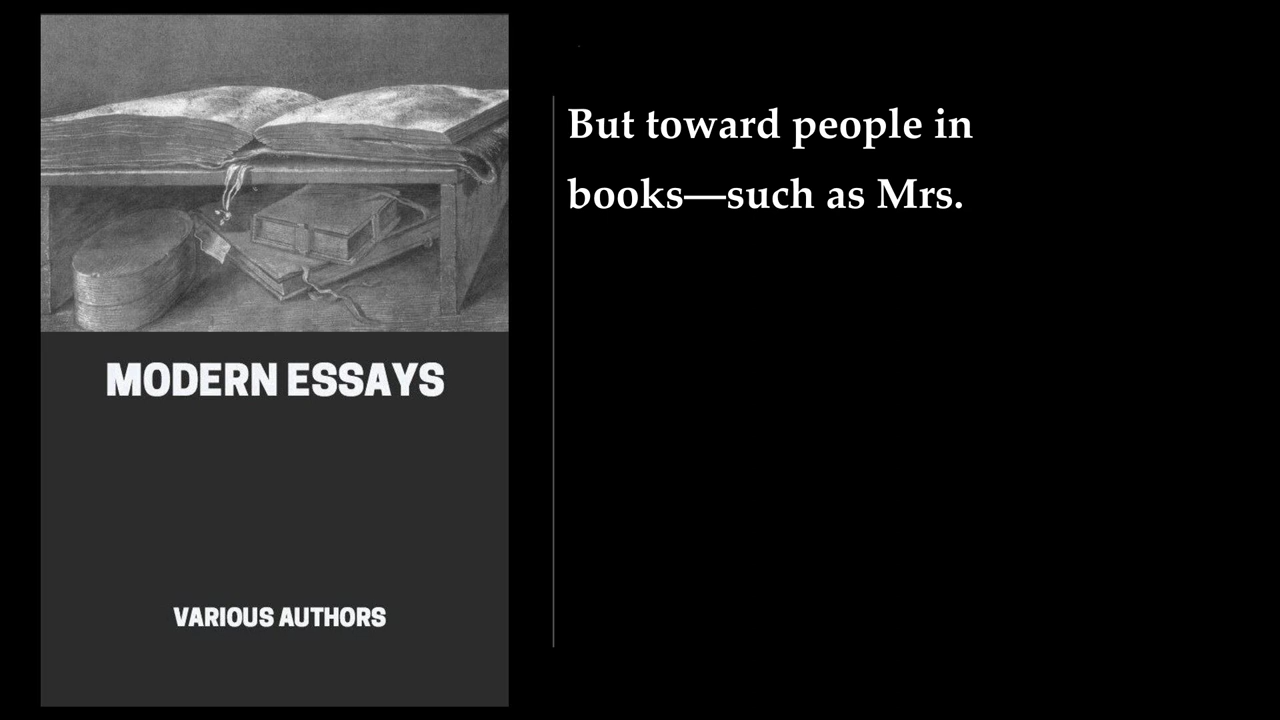 MODERN ESSAYS
VARIOUS AUTHORS
But toward people in
books—such as Mrs.